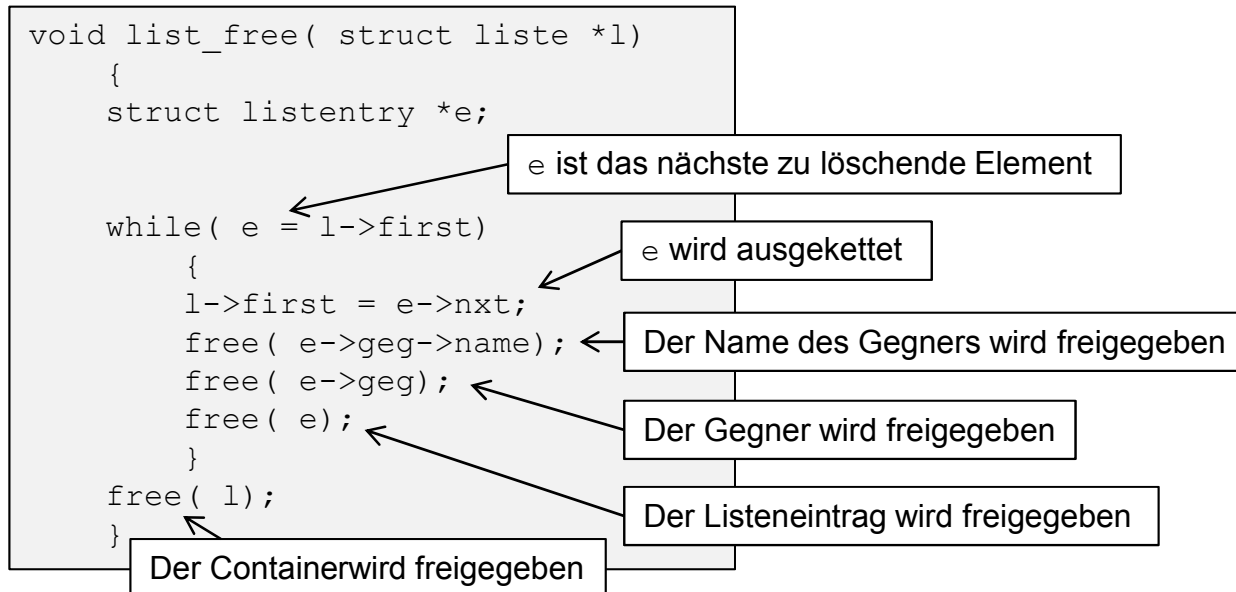 void list_free( struct liste *l)
{
struct listentry *e;
e ist das nächste zu löschende Element
while( e = l->first)
e wird ausgekettet
{
l->first = e->nxt;
free( e->geg->name);
Der Name des Gegners wird freigegeben
free( e->geg);
Der Gegner wird freigegeben
free( e);
}
Der Listeneintrag wird freigegeben
free( l);
}
Der Containerwird freigegeben